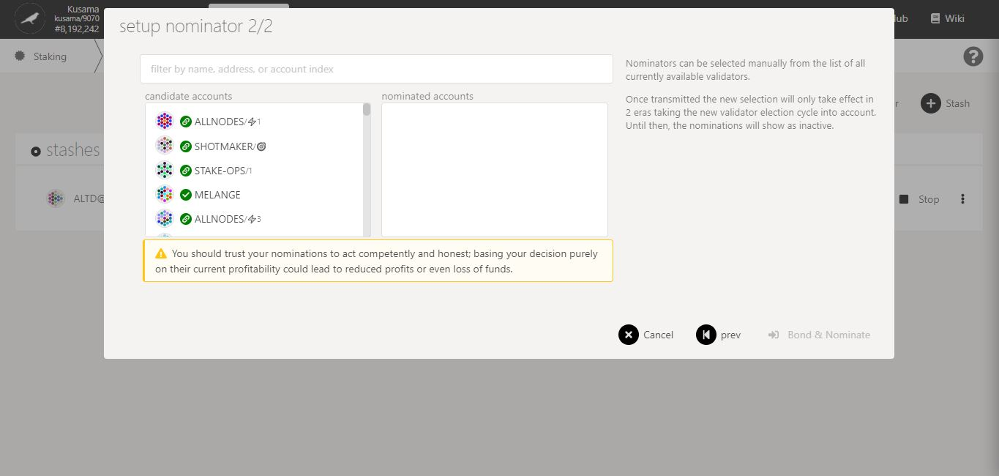 Kusama
kusama/9070
#8,192,242
Wiki
Staking
setup nominator 2/2
filter by name, address, or account index
candidate accounts
nominated accounts
ALLNODES/⚡1
SHOTMAKER/🎯
STAKE-OPS/1
MELANGE
ALLNODES/⚡3
You should trust your nominations to act competently and honest; basing your decision purely
on their current profitability could lead to reduced profits or even loss of funds.
Nominators can be selected manually from the list of all
currently available validators.
Once transmitted the new selection will only take effect in
2 eras taking the new validator election cycle into account.
Until then, the nominations will show as inactive.
Cancel
prev
Bond & Nominate
Stash
stashes
ALTD@
Stop